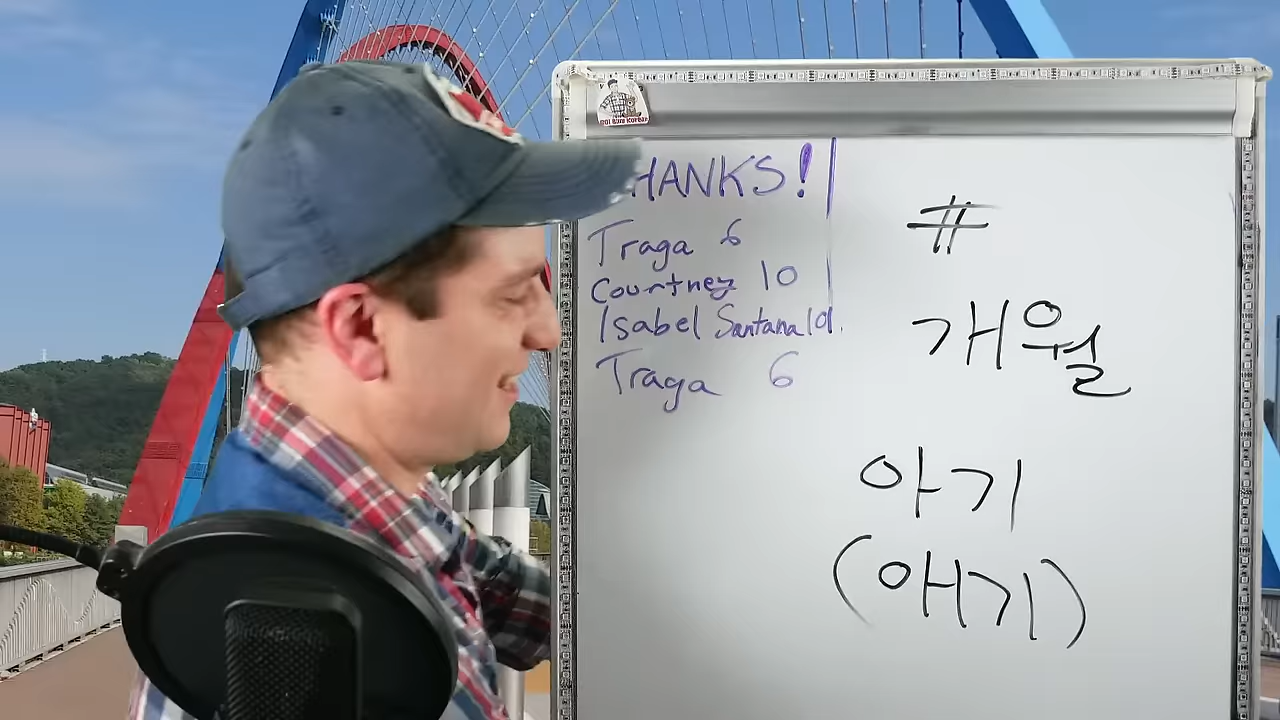 HANKS!
Traga 6
Courtney 10
Isabel Santana 10
Traga 6
#
개월
아기
(애기)